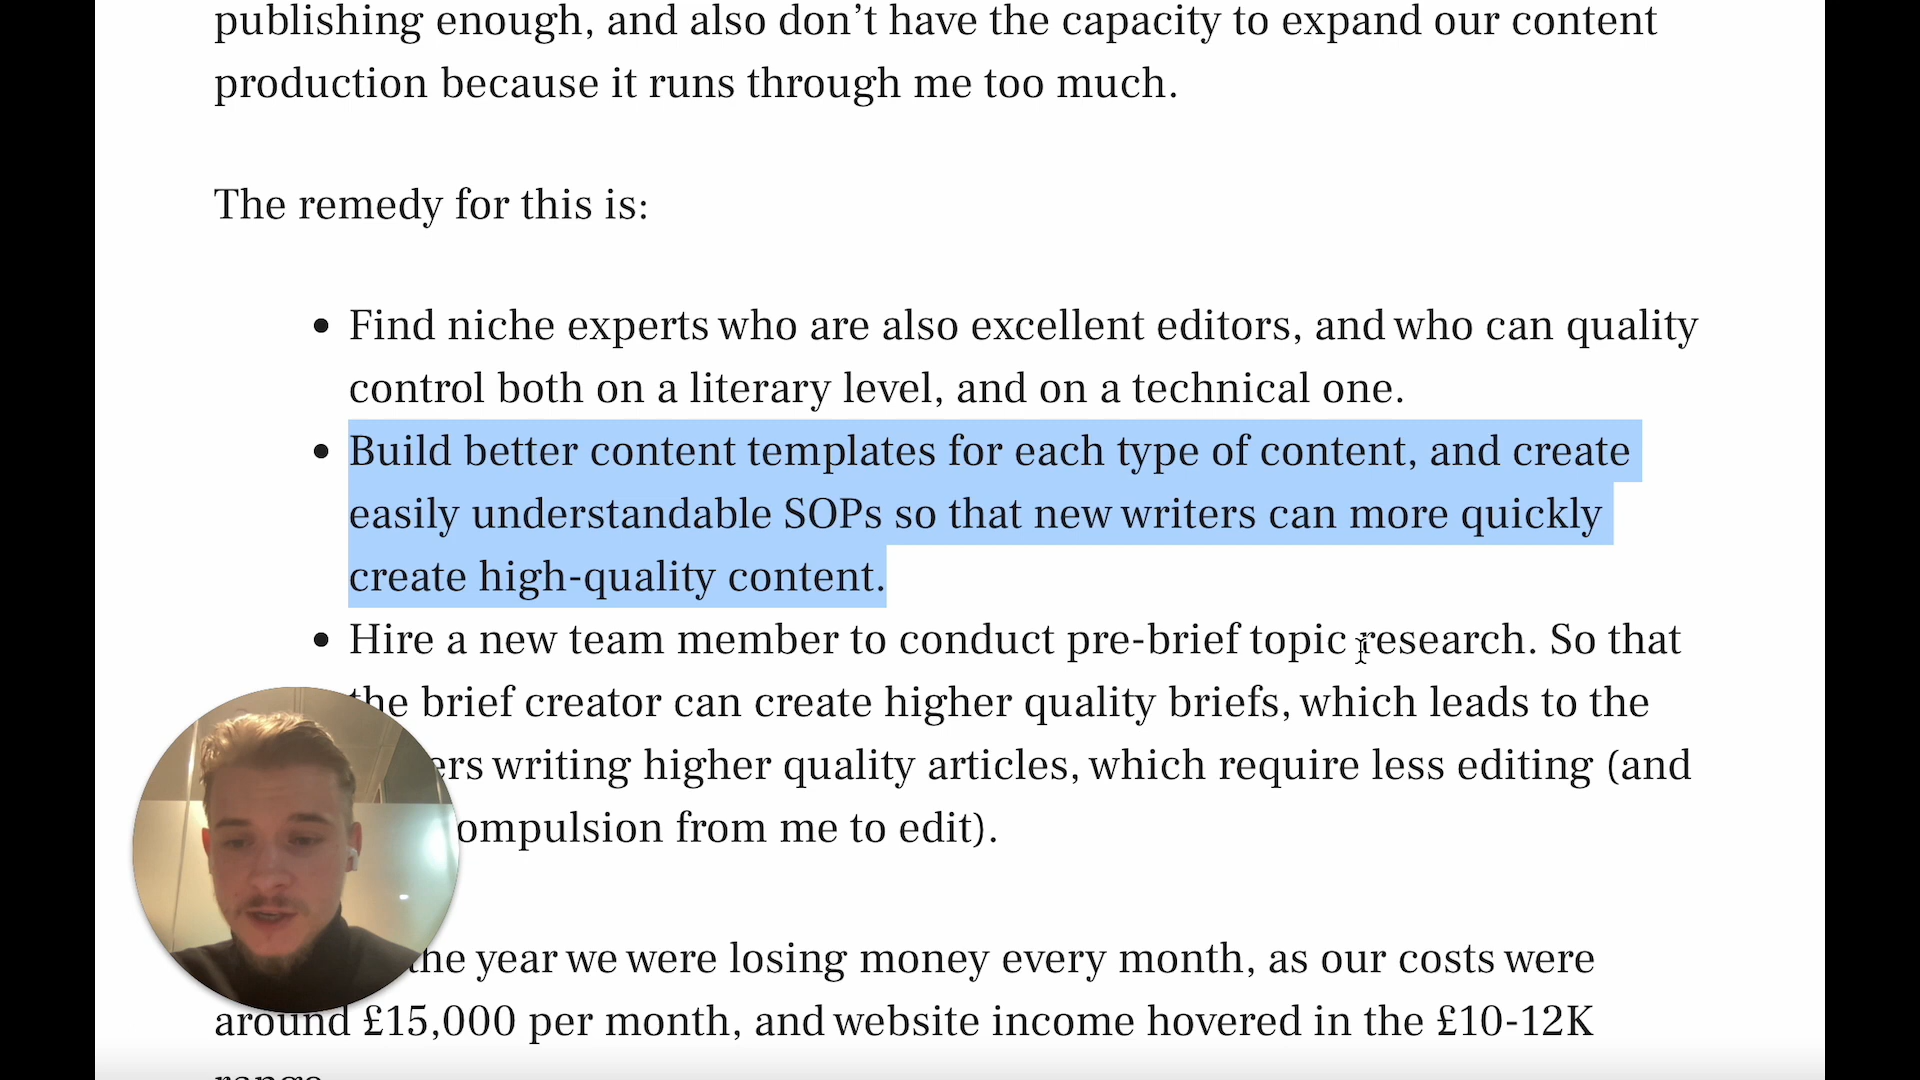 publishing enough, and also don’t have the capacity to expand our content
production because it runs through me too much.
The remedy for this is:
• Find niche experts who are also excellent editors, and who can quality
control both on a literary level, and on a technical one.
• Build better content templates for each type of content, and create
easily understandable SOPs so that new writers can more quickly
create high-quality content.
• Hire a new team member to conduct pre-brief topic research. So that
the brief creator can create higher quality briefs, which leads to the
ers writing higher quality articles, which require less editing (and
ompulsion from me to edit).
the year we were losing money every month, as our costs were
around £15,000 per month, and website income hovered in the £10-12K